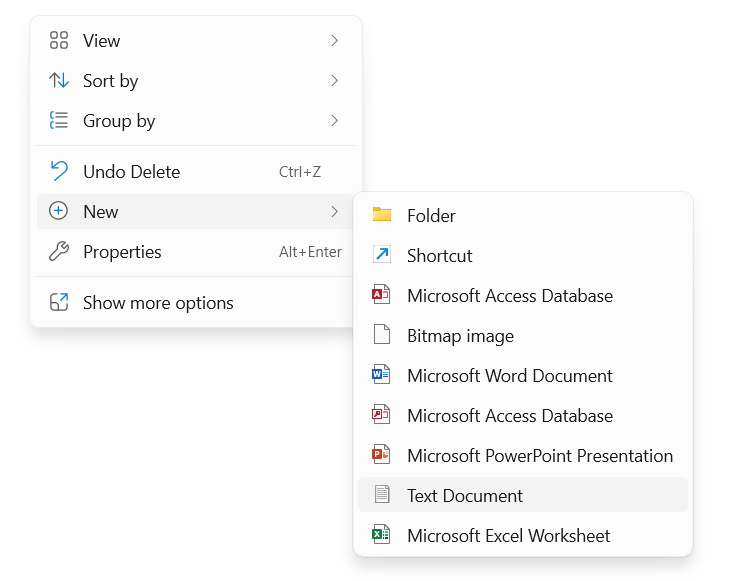 View
Sort by
Group by
Undo Delete Ctrl+Z
New
Properties Alt+Enter
Show more options
Folder
Shortcut
Microsoft Access Database
Bitmap image
Microsoft Word Document
Microsoft Access Database
Microsoft PowerPoint Presentation
Text Document
Microsoft Excel Worksheet